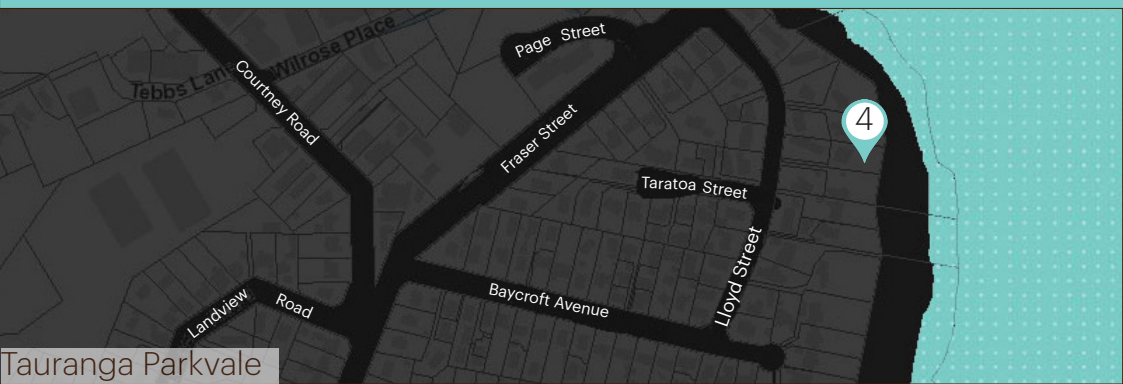 Page Street
Tebbs Lane
Wilrose Place
Courtney Road
Fraser Street
4
Taratoa Street
Lloyd Street
Baycroft Avenue
Landview Road
Tauranga Parkvale